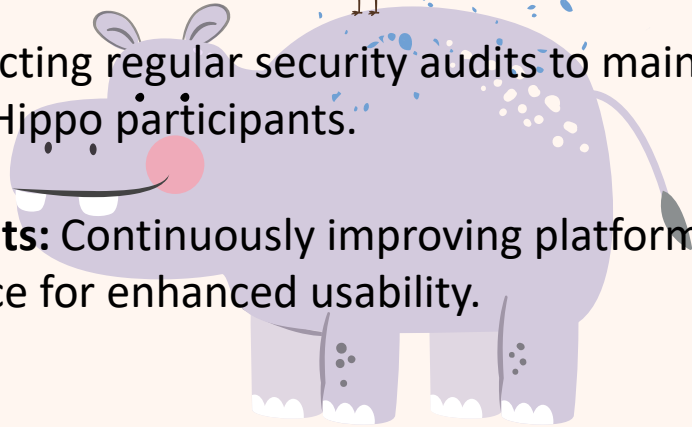 cting regular security audits to main
Hippo participants.
ts: Continuously improving platform
ce for enhanced usability.